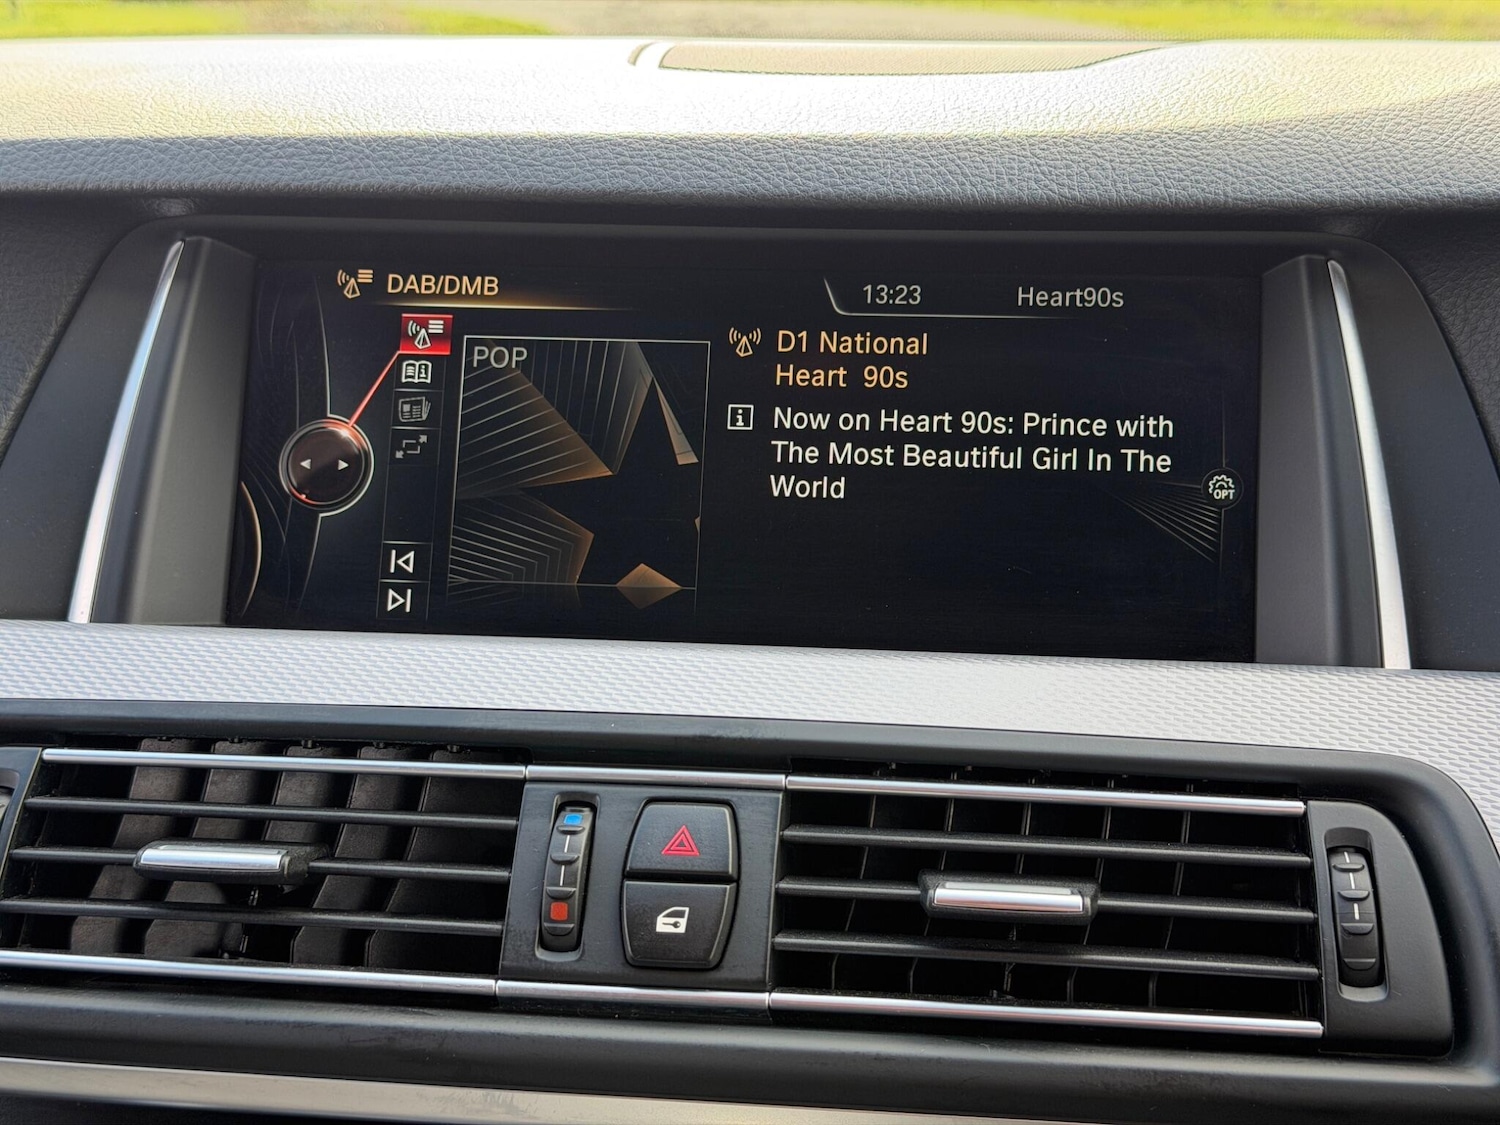 DAB/DMB
13:23
Heart90s
POP
D1 National
Heart 90s
Now on Heart 90s: Prince with
The Most Beautiful Girl In The
World
OPT